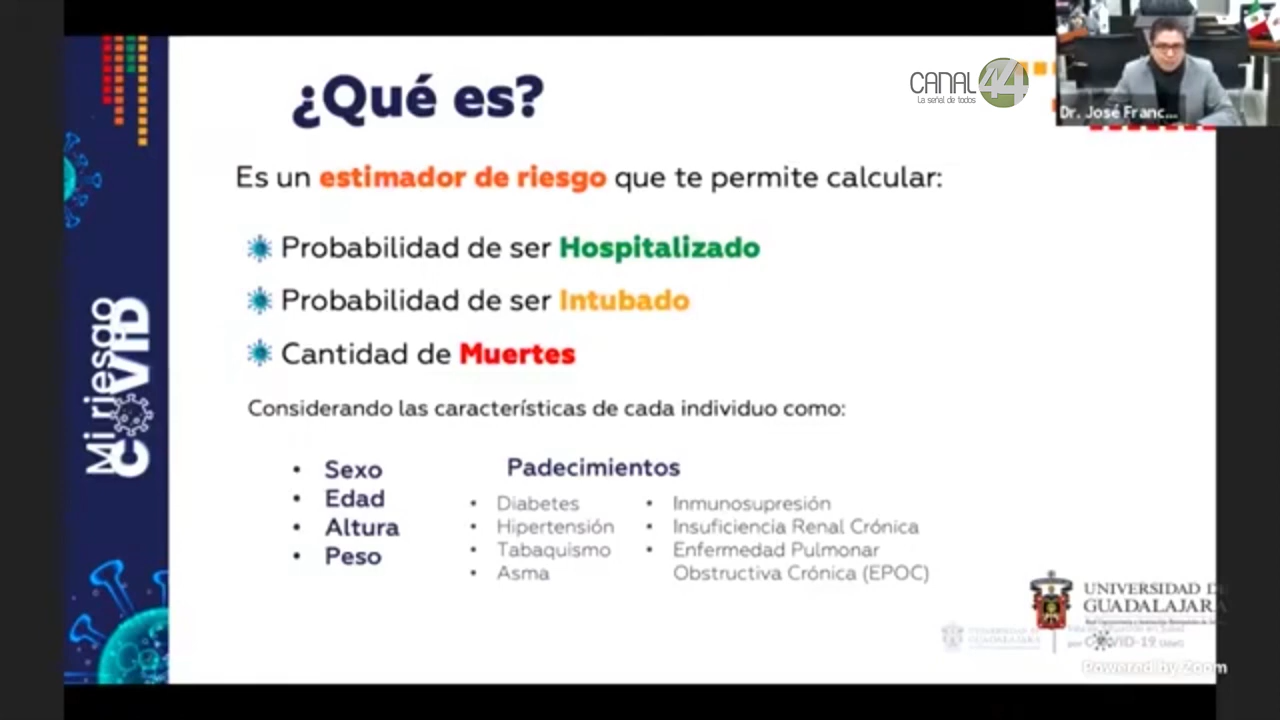 ¿Qué es?
CANAL 44
La señal de todos
Dr. José Franc...
Es un estimador de riesgo que te permite calcular:
Probabilidad de ser Hospitalizado
Probabilidad de ser Intubado
Cantidad de Muertes
Considerando las características de cada individuo como:
• Sexo
• Edad
• Altura
• Peso
Padecimientos
• Diabetes
• Hipertensión
• Tabaquismo
• Asma
• Inmunosupresión
• Insuficiencia Renal Crónica
• Enfermedad Pulmonar
Obstructiva Crónica (EPOC)
Mi riesgo
COVID
UNIVERSIDAD DE
GUADALAJARA
COVID-19
Powered by Zoom